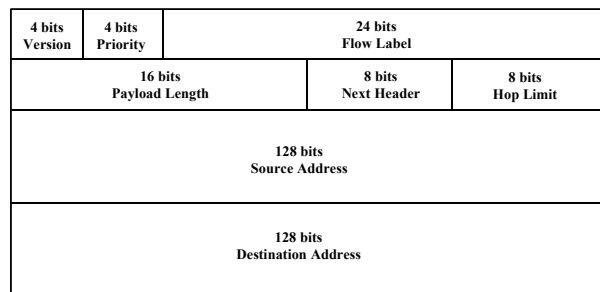 4 bits
Version
4 bits
Priority
24 bits
Flow Label
16 bits
Payload Length
8 bits
Next Header
8 bits
Hop Limit
128 bits
Source Address
128 bits
Destination Address